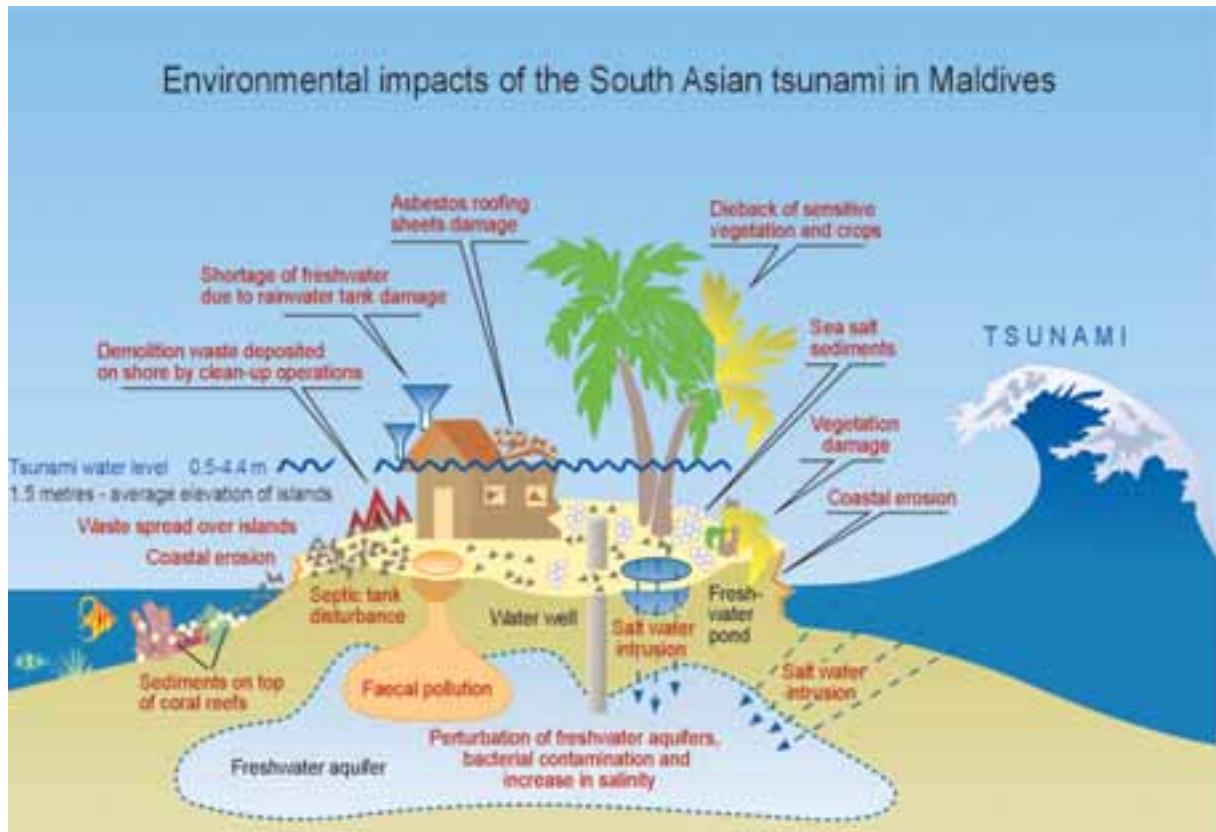 Environmental impacts of the South Asian tsunami in Maldives
Asbestos roofing
sheets damage
Dieback of sensitive
vegetation and crops
Shortage of freshwater
due to rainwater tank damage
Sea salt
sediments
TSUNAMI
Demolition waste deposited
on shore by clean-up operations
Vegetation
damage
Tsunami water level 0.5-4.4 m
1.5 metres - average elevation of islands
Coastal erosion
Waste spread over islands
Coastal erosion
Septic tank
disturbance
Water well
Salt water
intrusion
Fresh-
water
pond
Salt water
intrusion
Sediments on top
of coral reefs
Faecal pollution
Perturbation of freshwater aquifers,
bacterial contamination and
increase in salinity
Freshwater aquifer